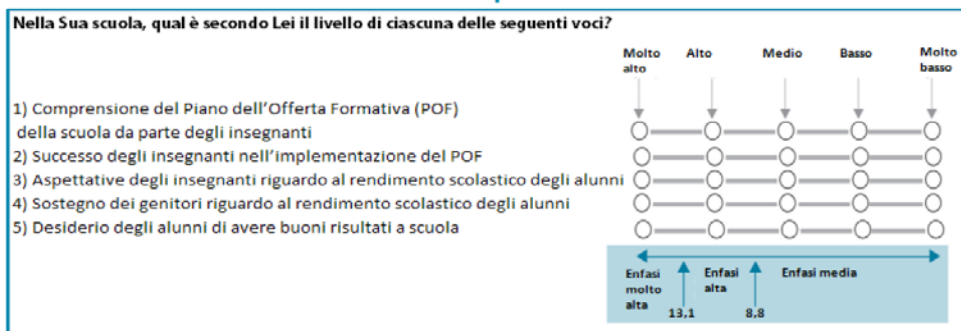 Nella Sua scuola, qual è secondo Lei il livello di ciascuna delle seguenti voci?
Molto alto
Alto
Medio
Basso
Molto basso
1) Comprensione del Piano dell'Offerta Formativa (POF)
della scuola da parte degli insegnanti
2) Successo degli insegnanti nell'implementazione del POF
3) Aspettative degli insegnanti riguardo al rendimento scolastico degli alunni
4) Sostegno dei genitori riguardo al rendimento scolastico degli alunni
5) Desiderio degli alunni di avere buoni risultati a scuola
Enfasi molto alta
Enfasi alta
Enfasi media
13,1
8,8